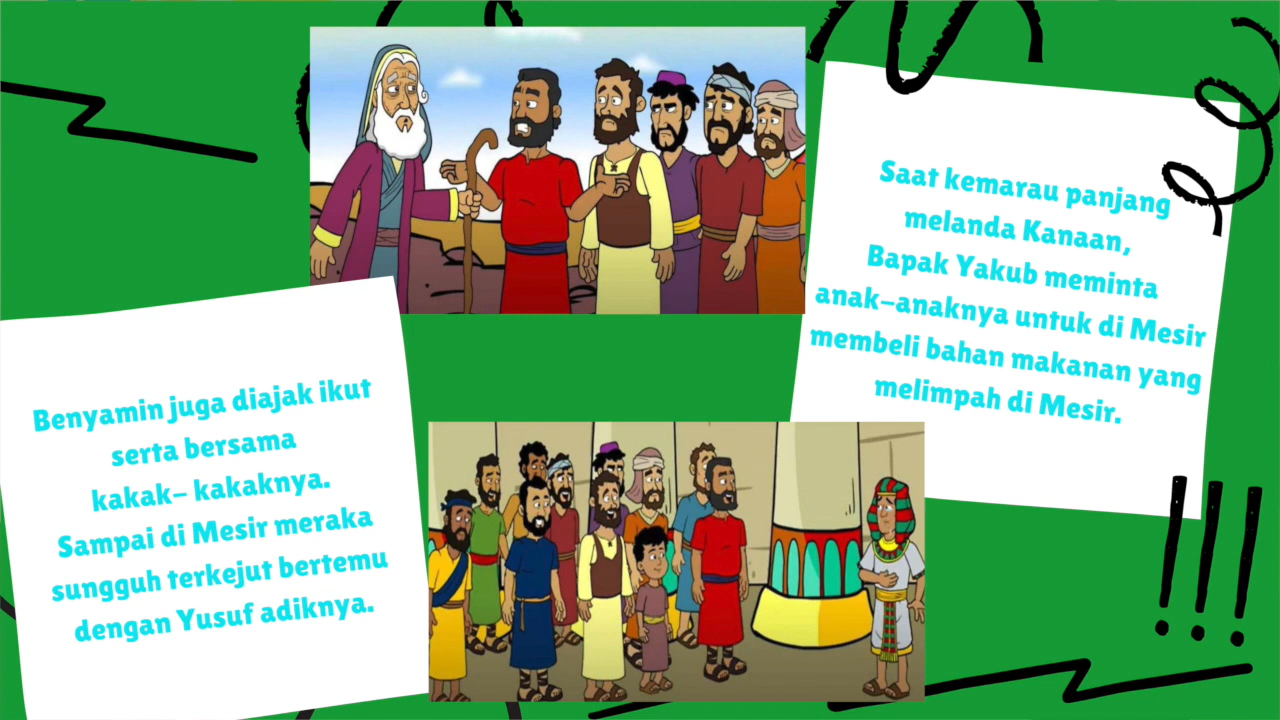 Saat kemarau panjang
melanda Kanaan,
Bapak Yakub meminta
anak-anaknya untuk di Mesir
membeli bahan makanan yang
melimpah di Mesir.
Benyamin juga diajak ikut
serta bersama
kakak- kakaknya.
Sampai di Mesir meraka
sungguh terkejut bertemu
dengan Yusuf adiknya.